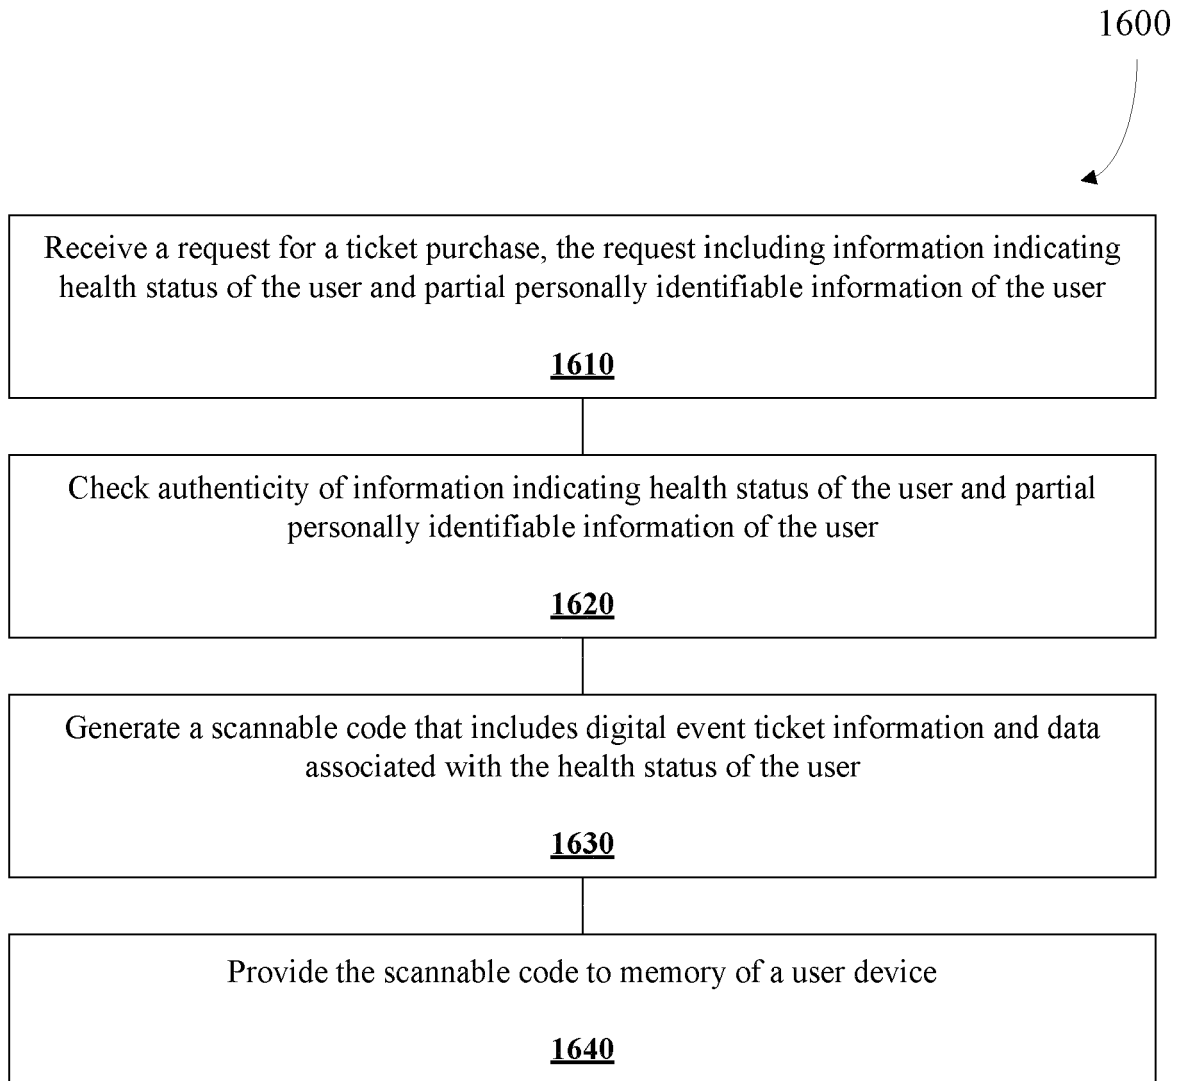 1600
Receive a request for a ticket purchase, the request including information indicating
health status of the user and partial personally identifiable information of the user
1610
Check authenticity of information indicating health status of the user and partial
personally identifiable information of the user
1620
Generate a scannable code that includes digital event ticket information and data
associated with the health status of the user
1630
Provide the scannable code to memory of a user device
1640